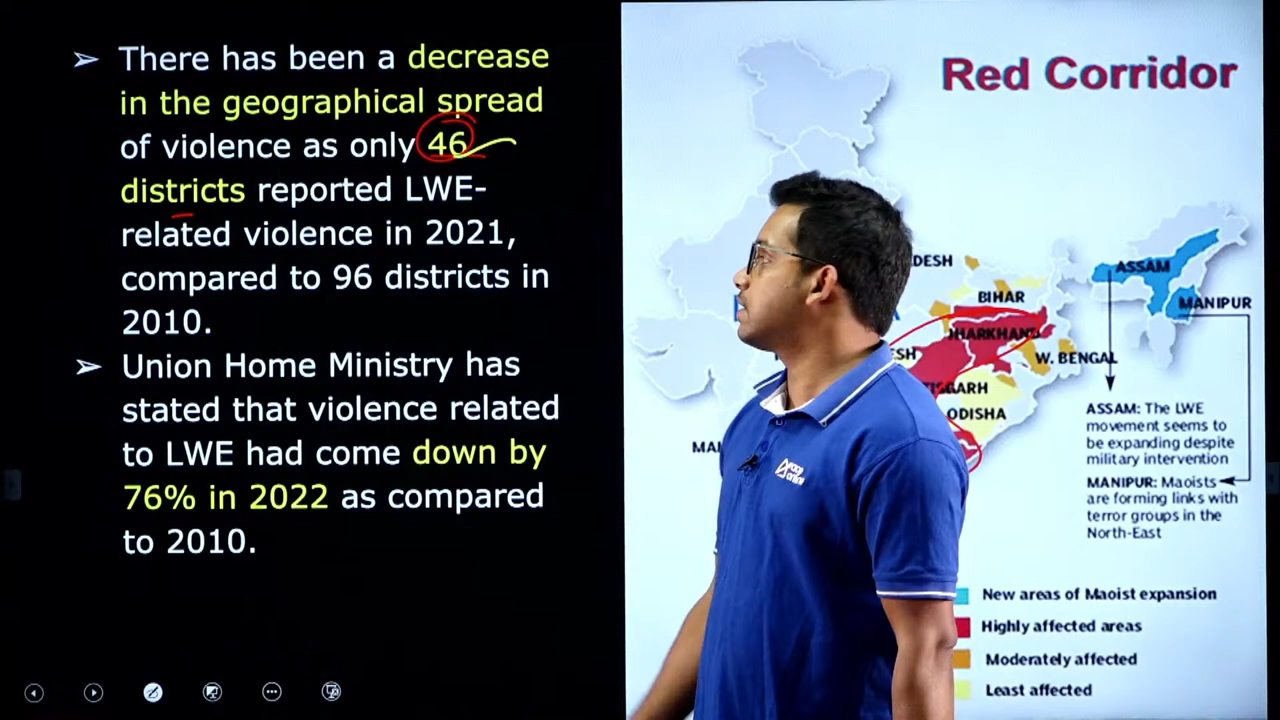 ➢ There has been a decrease
in the geographical spread
of violence as only 46
districts reported LWE-
related violence in 2021,
compared to 96 districts in
2010.
➢ Union Home Ministry has
stated that violence related
to LWE had come down by
76% in 2022 as compared
to 2010.
Red Corridor
DESH
BIHAR
JHARKHAND
ESH
W. BENGAL
TISGARH
ODISHA
MA
ASSAM
MANIPUR
ASSAM: The LWE
movement seems to
be expanding despite
military intervention
MANIPUR: Maoists
are forming links with
terror groups in the
North-East
New areas of Maoist expansion
Highly affected areas
Moderately affected
Least affected